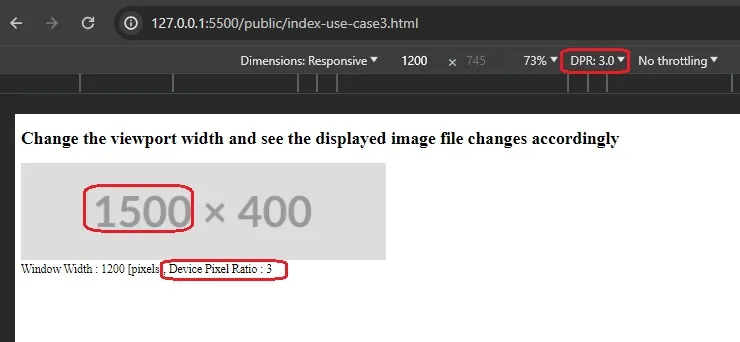 127.0.0.1:5500/public/index-use-case3.html
Dimensions: Responsive 1200 × 745 73% DPR: 3.0 No throttling
Change the viewport width and see the displayed image file changes accordingly
1500 × 400
Window Width : 1200 [pixels] , Device Pixel Ratio : 3